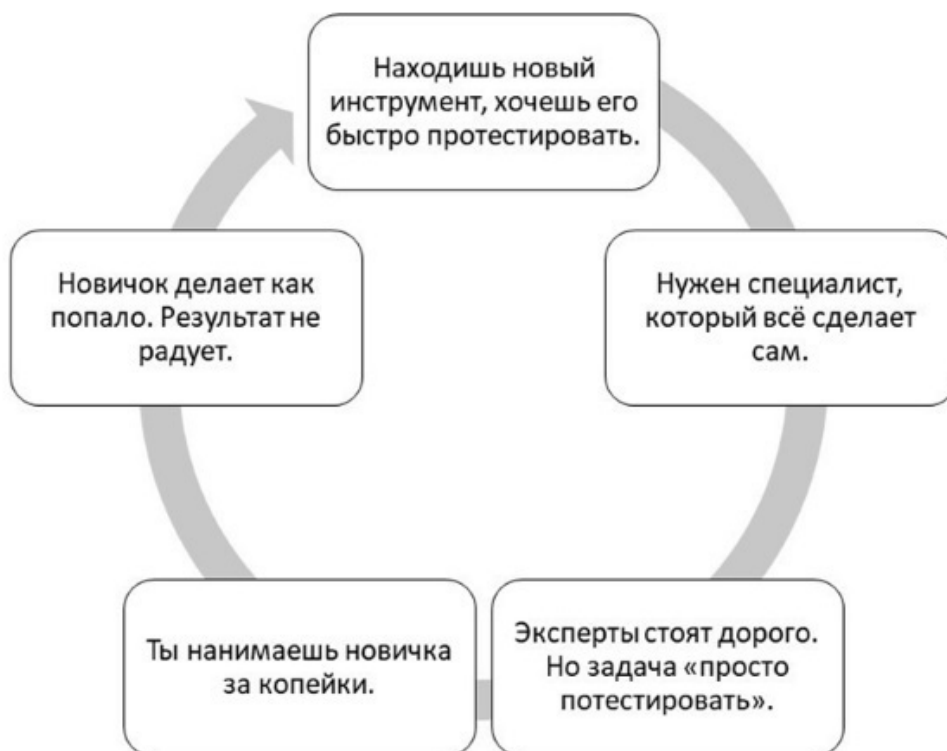 Находишь новый
инструмент, хочешь его
быстро протестировать.
Нужен специалист,
который всё сделает
сам.
Эксперты стоят дорого.
Но задача «просто
потестировать».
Ты нанимаешь новичка
за копейки.
Новичок делает как
попало. Результат не
радует.